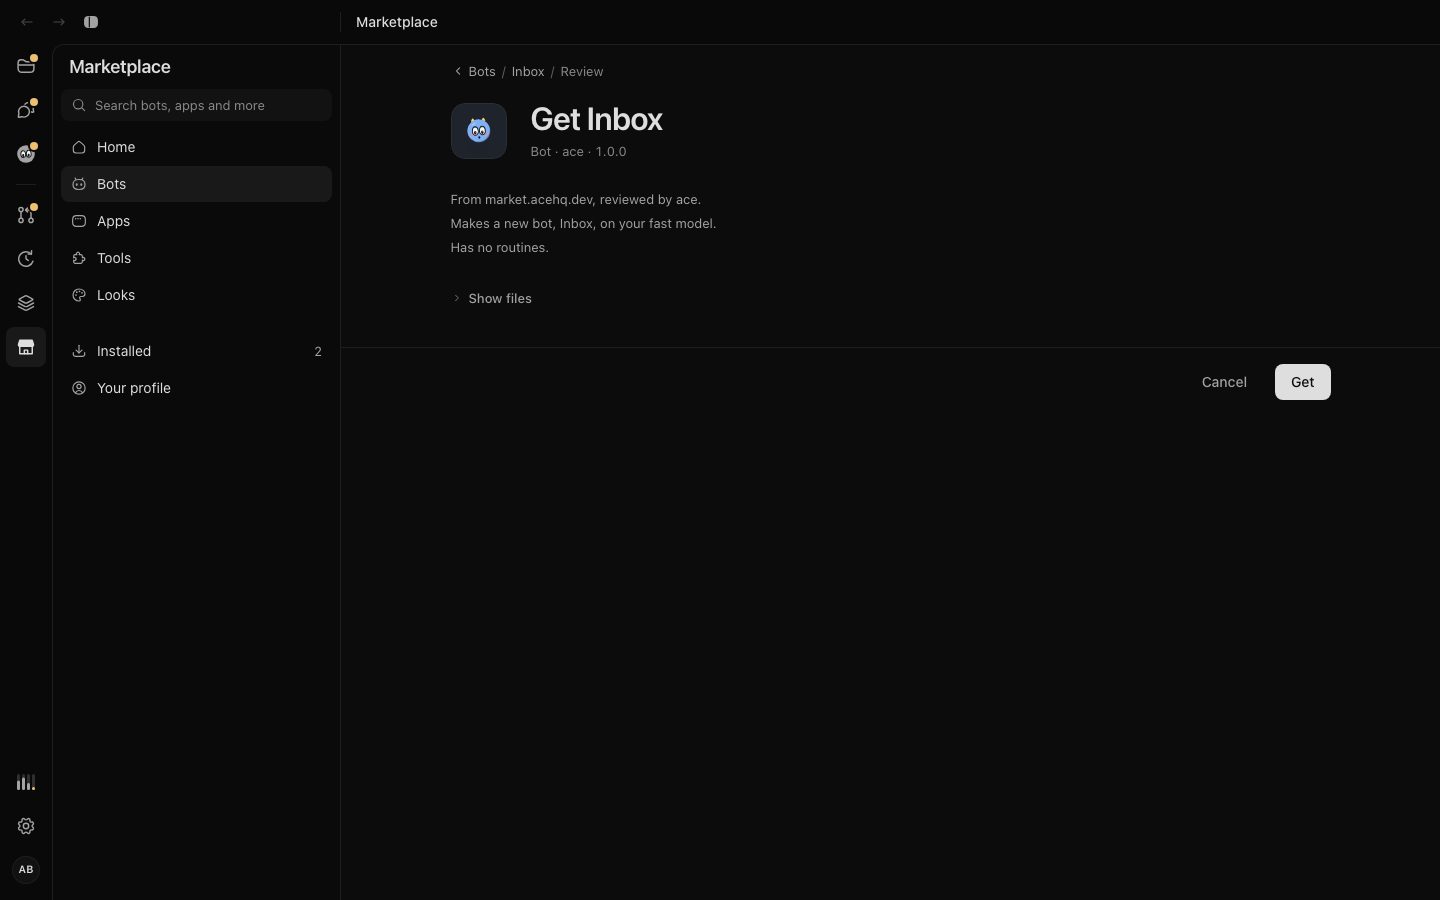 Marketplace
Marketplace
Search bots, apps and more
Home
Bots
Apps
Tools
Looks
Installed 2
Your profile
AB
Bots / Inbox / Review
Get Inbox
Bot · ace · 1.0.0
From market.acehq.dev, reviewed by ace.
Makes a new bot, Inbox, on your fast model.
Has no routines.
Show files
Cancel
Get